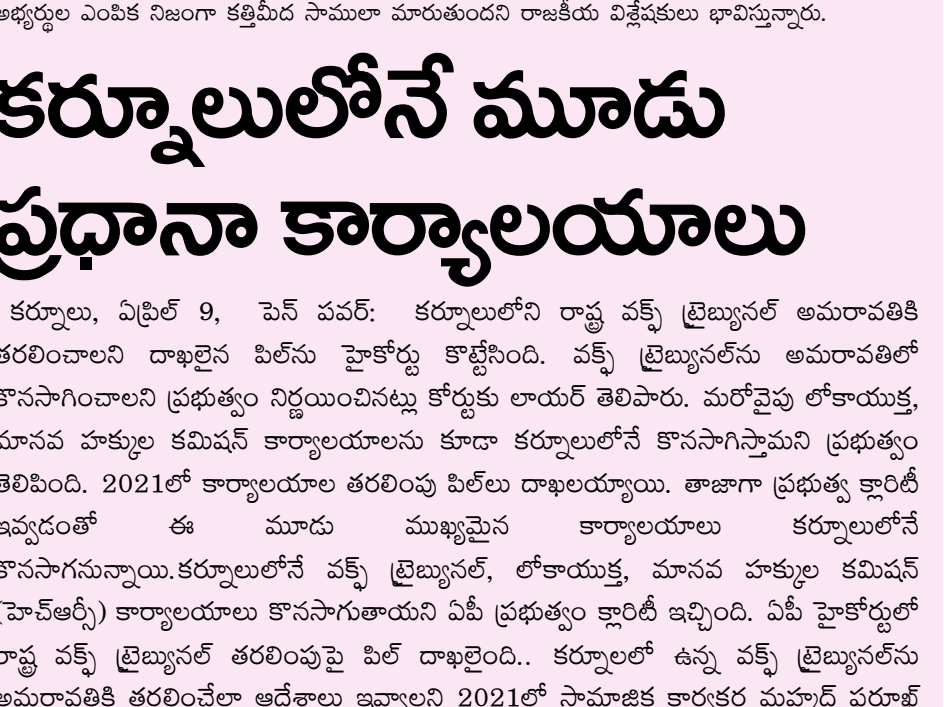 అభ్యర్థుల ఎంపిక నిజంగా కత్తిమీద సాములా మారుతుందని రాజకీయ విశ్లేషకులు భావిస్తున్నారు.
కర్నూలులోనే మూడు
ప్రధానా కార్యాలయాలు
కర్నూలు, ఏప్రిల్ 9, పెన్ పవర్: కర్నూలులోని రాష్ట్ర వక్ఫ్ ట్రైబ్యునల్ అమరావతికి
తరలించాలని దాఖలైన పిల్‌ను హైకోర్టు కొట్టేసింది. వక్ఫ్ ట్రైబ్యునల్‌ను అమరావతిలో
కొనసాగించాలని ప్రభుత్వం నిర్ణయించినట్లు కోర్టుకు లాయర్ తెలిపారు. మరోవైపు లోకాయుక్త,
మానవ హక్కుల కమిషన్ కార్యాలయాలను కూడా కర్నూలులోనే కొనసాగిస్తామని ప్రభుత్వం
తెలిపింది. 2021లో కార్యాలయాల తరలింపు పిల్‌లు దాఖలయ్యాయి. తాజాగా ప్రభుత్వ క్లారిటీ
ఇవ్వడంతో ఈ మూడు ముఖ్యమైన కార్యాలయాలు కర్నూలులోనే
కొనసాగనున్నాయి.కర్నూలులోనే వక్ఫ్ ట్రైబ్యునల్, లోకాయుక్త, మానవ హక్కుల కమిషన్
(హెచ్ఆర్సీ) కార్యాలయాలు కొనసాగుతాయని ఏపీ ప్రభుత్వం క్లారిటీ ఇచ్చింది. ఏపీ హైకోర్టులో
రాష్ట్ర వక్ఫ్ ట్రైబ్యునల్ తరలింపుపై పిల్ దాఖలైంది.. కర్నూలలో ఉన్న వక్ఫ్ ట్రైబ్యునల్‌ను
అమరావతికి తరలించేలా ఆదేశాలు ఇవ్వాలని 2021లో సామాజిక కార్యకర్త మహ్మద్ ఫరూఖ్